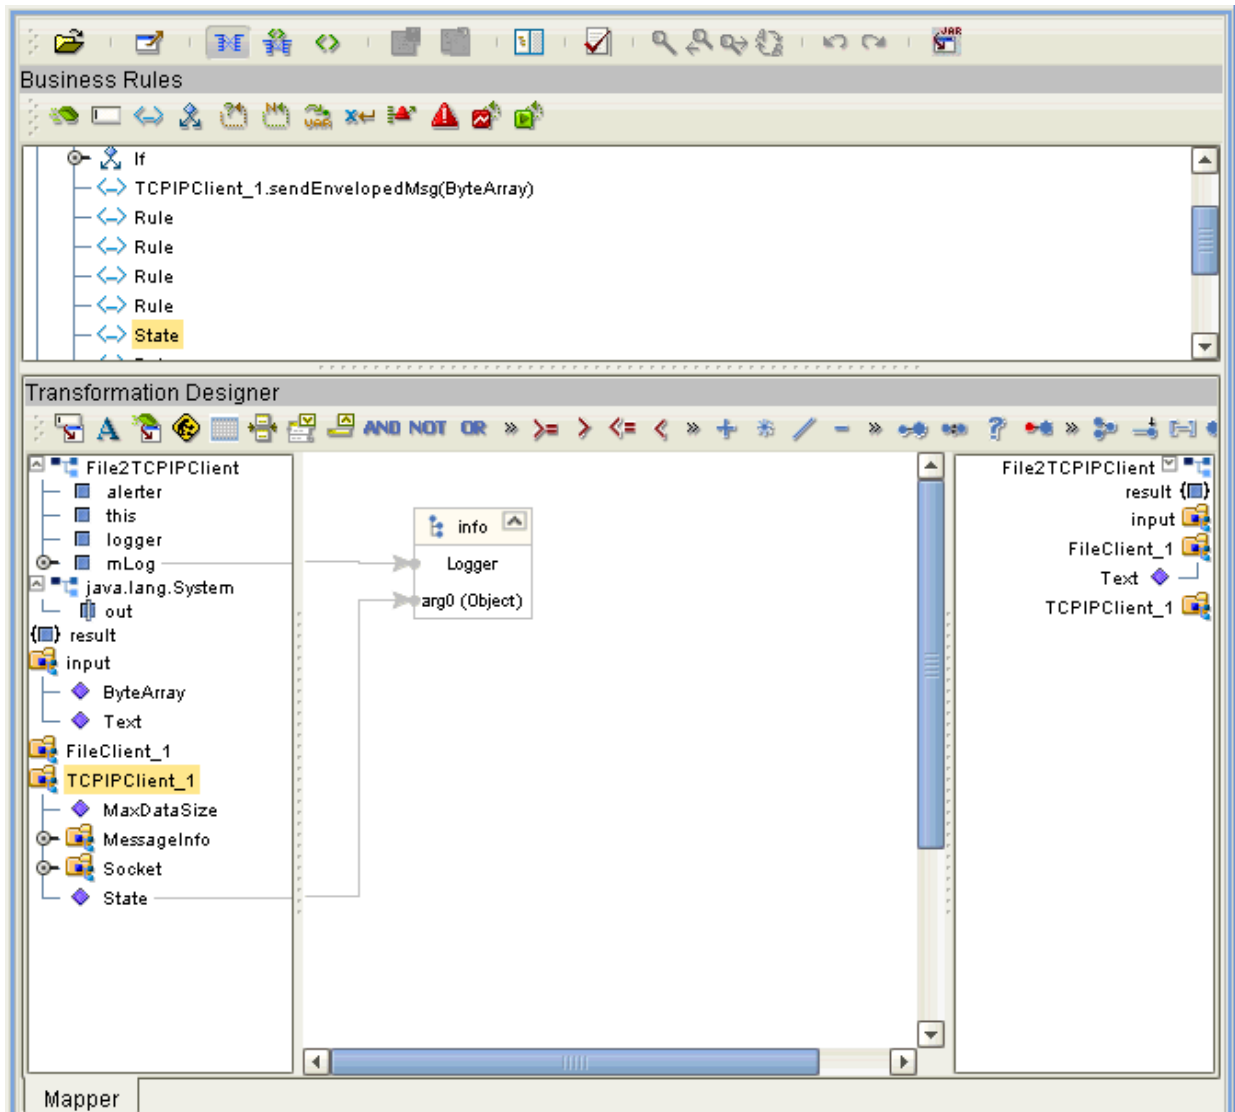 JAR
Business Rules
JAR
If
TCPIPClient_1.sendEnvelopedMsg(ByteArray)
Rule
Rule
Rule
Rule
State
Transformation Designer
A AND NOT OR » >= > <= < » + / - » ? »
File2TCPIPClient
alerter
this
logger
mLog
java.lang.System
out
result
input
ByteArray
Text
FileClient_1
TCPIPClient_1
MaxDataSize
MessageInfo
Socket
State
info
Logger
arg0 (Object)
File2TCPIPClient
result
input
FileClient_1
Text
TCPIPClient_1
Mapper